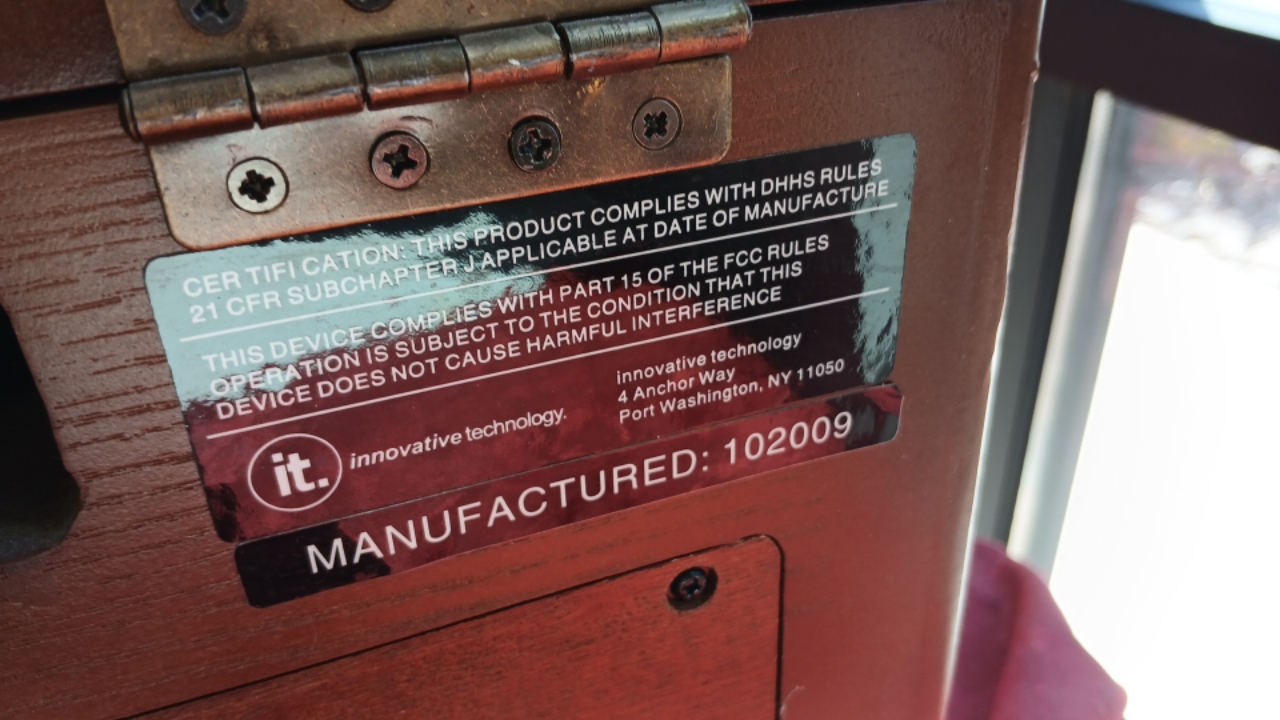 CER TIFI CATION: THIS PRODUCT COMPLIES WITH DHHS RULES
21 CFR SUBCHAPTER J APPLICABLE AT DATE OF MANUFACTURE
THIS DEVICE COMPLIES WITH PART 15 OF THE FCC RULES
OPERATION IS SUBJECT TO THE CONDITION THAT THIS
DEVICE DOES NOT CAUSE HARMFUL INTERFERENCE
it. innovative technology.
innovative technology
4 Anchor Way
Port Washington, NY 11050
MANUFACTURED: 102009